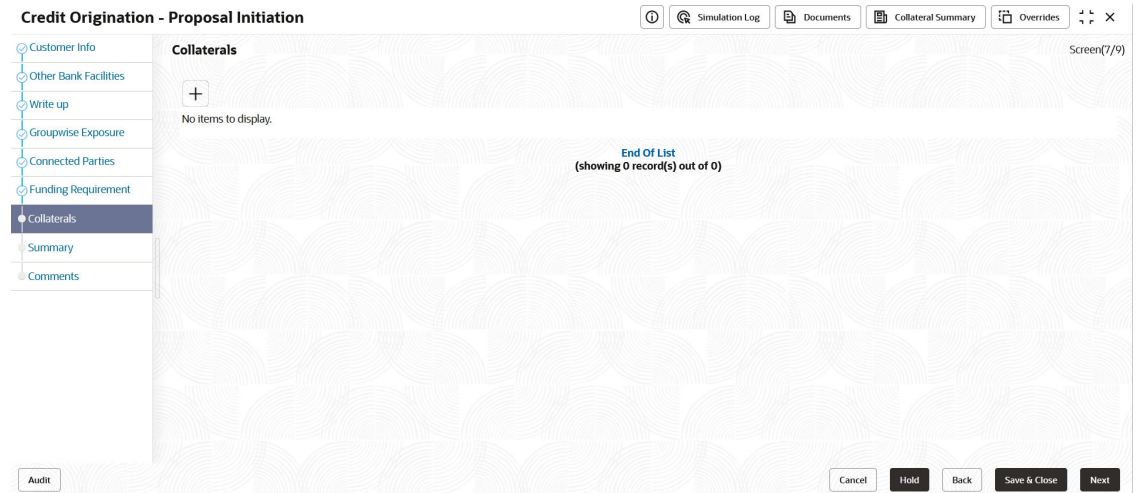 Credit Origination - Proposal Initiation
Simulation Log
Documents
Collateral Summary
Overrides
Customer Info
Other Bank Facilities
Write up
Groupwise Exposure
Connected Parties
Funding Requirement
Collaterals
Summary
Comments
Collaterals
Screen(7/9)
No items to display.
End Of List
(showing 0 record(s) out of 0)
Audit
Cancel
Hold
Back
Save & Close
Next